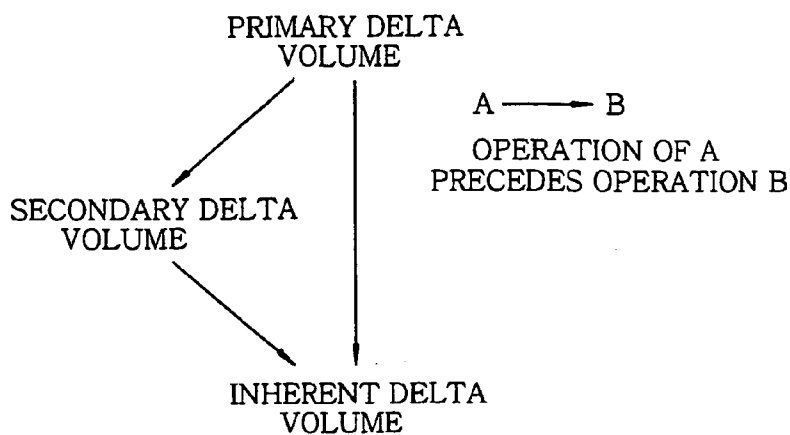 PRIMARY DELTA
VOLUME
A B
OPERATION OF A
PRECEDES OPERATION B
SECONDARY DELTA
VOLUME
INHERENT DELTA
VOLUME